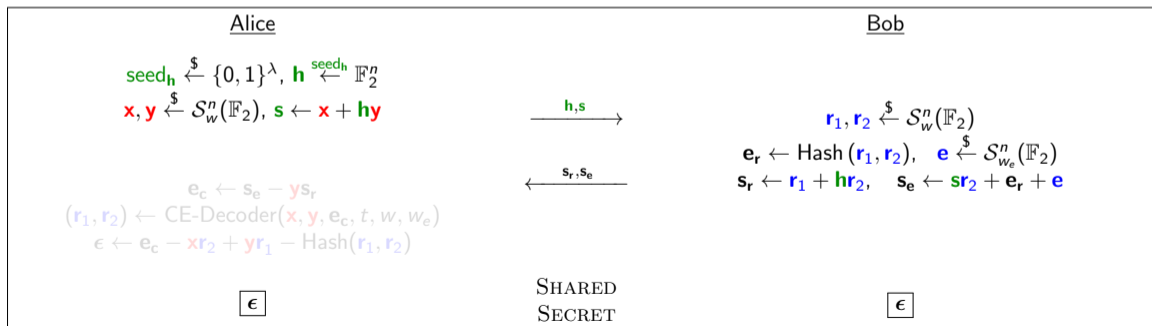 Alice
Bob
seed_h $← {0, 1}^λ, h seed_h← F_2^n
x, y $← S_w^n(F_2), s ← x + hy
h,s
r_1, r_2 $← S_w^n(F_2)
e_r ← Hash (r_1, r_2), e $← S_{w_e}^n(F_2)
s_r, s_e
s_r ← r_1 + hr_2, s_e ← sr_2 + e_r + e
e_c ← s_e − ys_r
(r_1, r_2) ← CE-Decoder(x, y, e_c, t, w, w_e)
ϵ ← e_c − xr_2 + yr_1 − Hash(r_1, r_2)
ϵ
SHARED
SECRET
ϵ